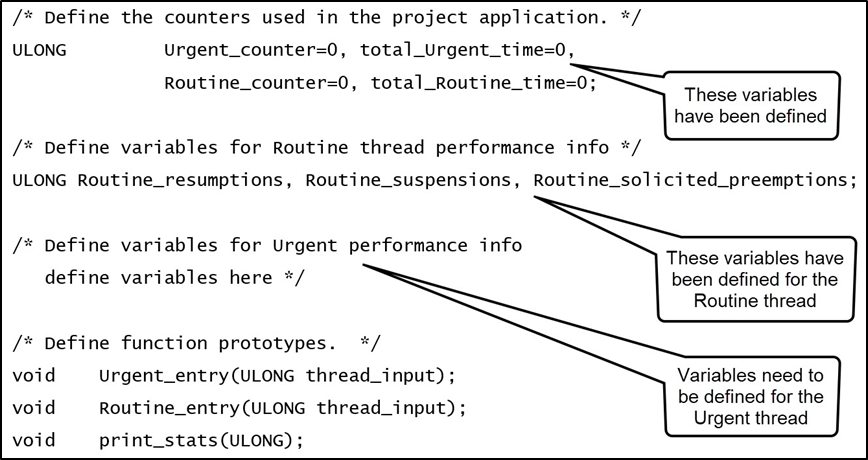 /* Define the counters used in the project application. */
ULONG Urgent_counter=0, total_Urgent_time=0,
Routine_counter=0, total_Routine_time=0;
These variables
have been defined
/* Define variables for Routine thread performance info */
ULONG Routine_resumptions, Routine_suspensions, Routine_solicited_preemptions;
/* Define variables for Urgent performance info
define variables here */
These variables have
been defined for the
Routine thread
/* Define function prototypes. */
void Urgent_entry(ULONG thread_input);
void Routine_entry(ULONG thread_input);
void print_stats(ULONG);
Variables need to
be defined for the
Urgent thread